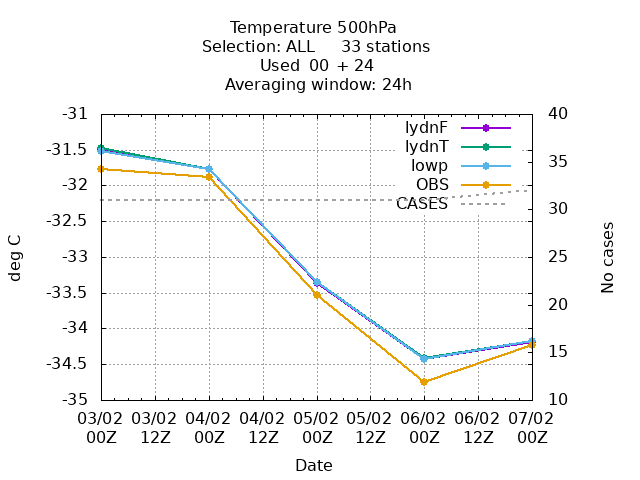 Temperature 500hPa
Selection: ALL 33 stations
Used 00 + 24
Averaging window: 24h
-31
-31.5
-32
-32.5
-33
-33.5
-34
-34.5
-35
40
35
30
25
20
15
10
lydnF
lydnT
lowp
OBS
CASES
deg C
No cases
03/02 03/02 04/02 04/02 05/02 05/02 06/02 06/02 07/02
00Z 12Z 00Z 12Z 00Z 12Z 00Z 12Z 00Z
Date